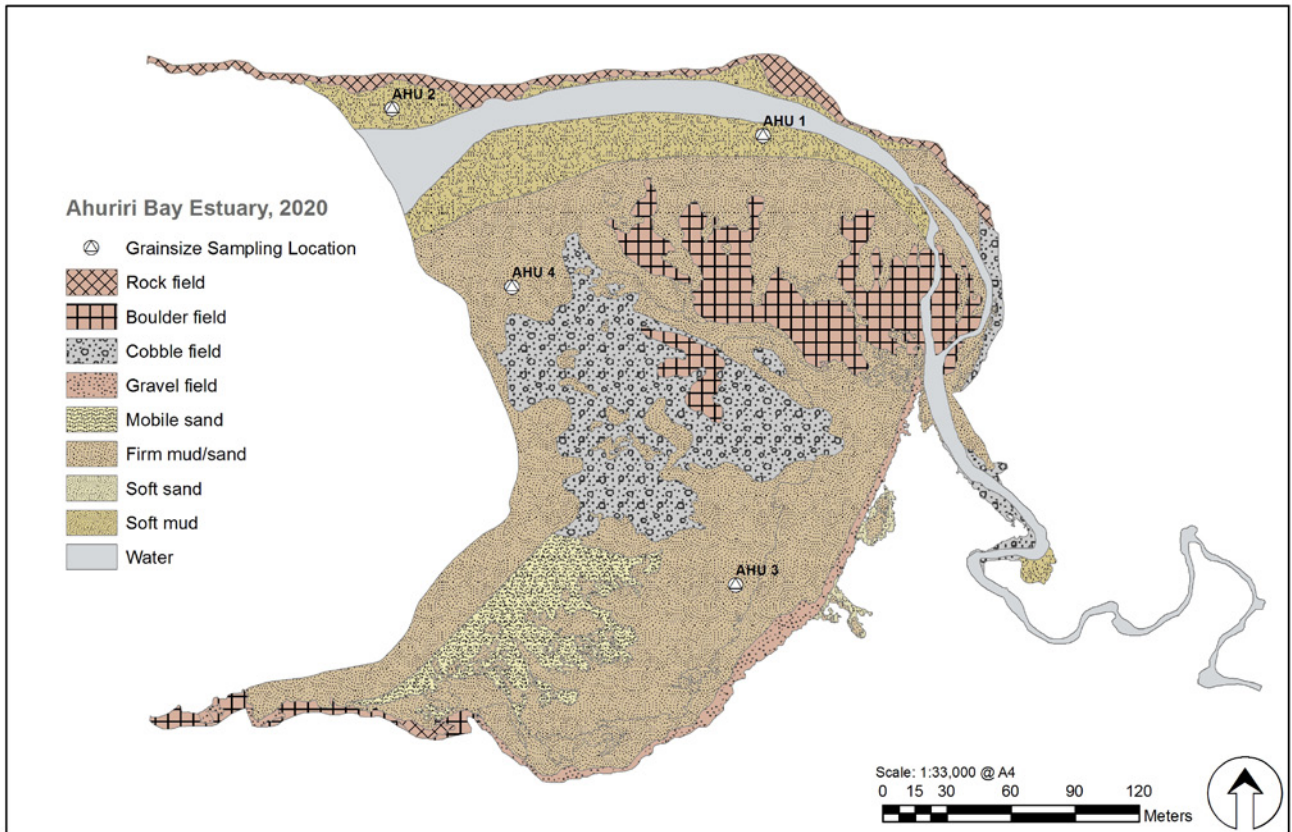 AHU 2
AHU 1
Ahuriri Bay Estuary, 2020
Grainsize Sampling Location
Rock field
Boulder field
Cobble field
Gravel field
Mobile sand
Firm mud/sand
Soft sand
Soft mud
Water
AHU 4
AHU 3
Scale: 1:33,000 @ A4
0 15 30 60 90 120
Meters